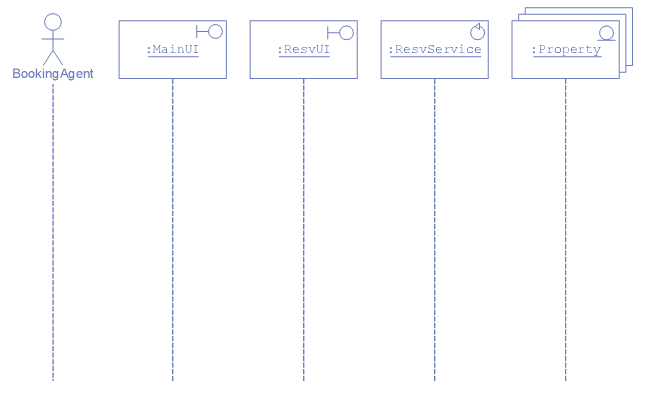 BookingAgent
:MainUI
:ResvUI
:ResvService
:Property